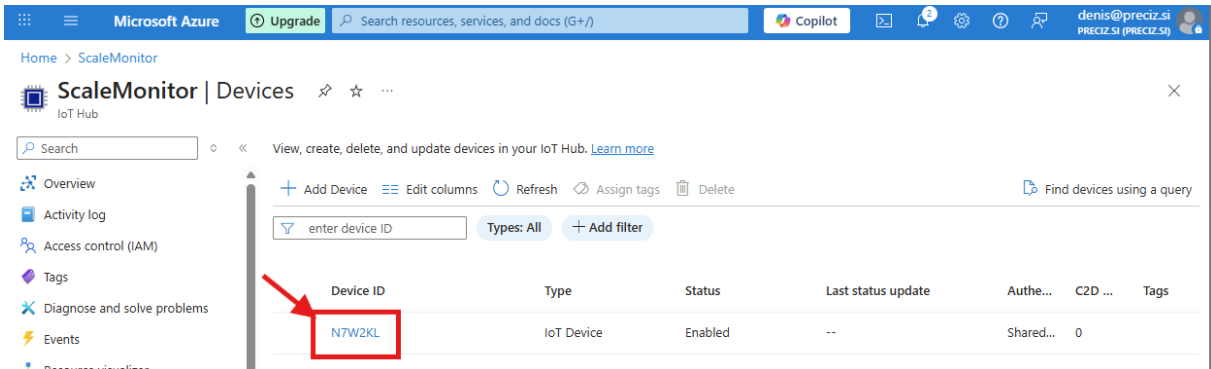 Microsoft Azure Upgrade Search resources, services, and docs (G+/) Copilot 2 denis@preciz.si
PRECIZ.SI (PRECIZ.SI)
Home > ScaleMonitor
ScaleMonitor | Devices ...
IoT Hub
Search
View, create, delete, and update devices in your IoT Hub. Learn more
Overview
Add Device Edit columns Refresh Assign tags Delete Find devices using a query
Activity log
enter device ID Types: All Add filter
Access control (IAM)
Tags
Device ID Type Status Last status update Authe... C2D ... Tags
Diagnose and solve problems
N7W2KL IoT Device Enabled -- Shared... 0
Events